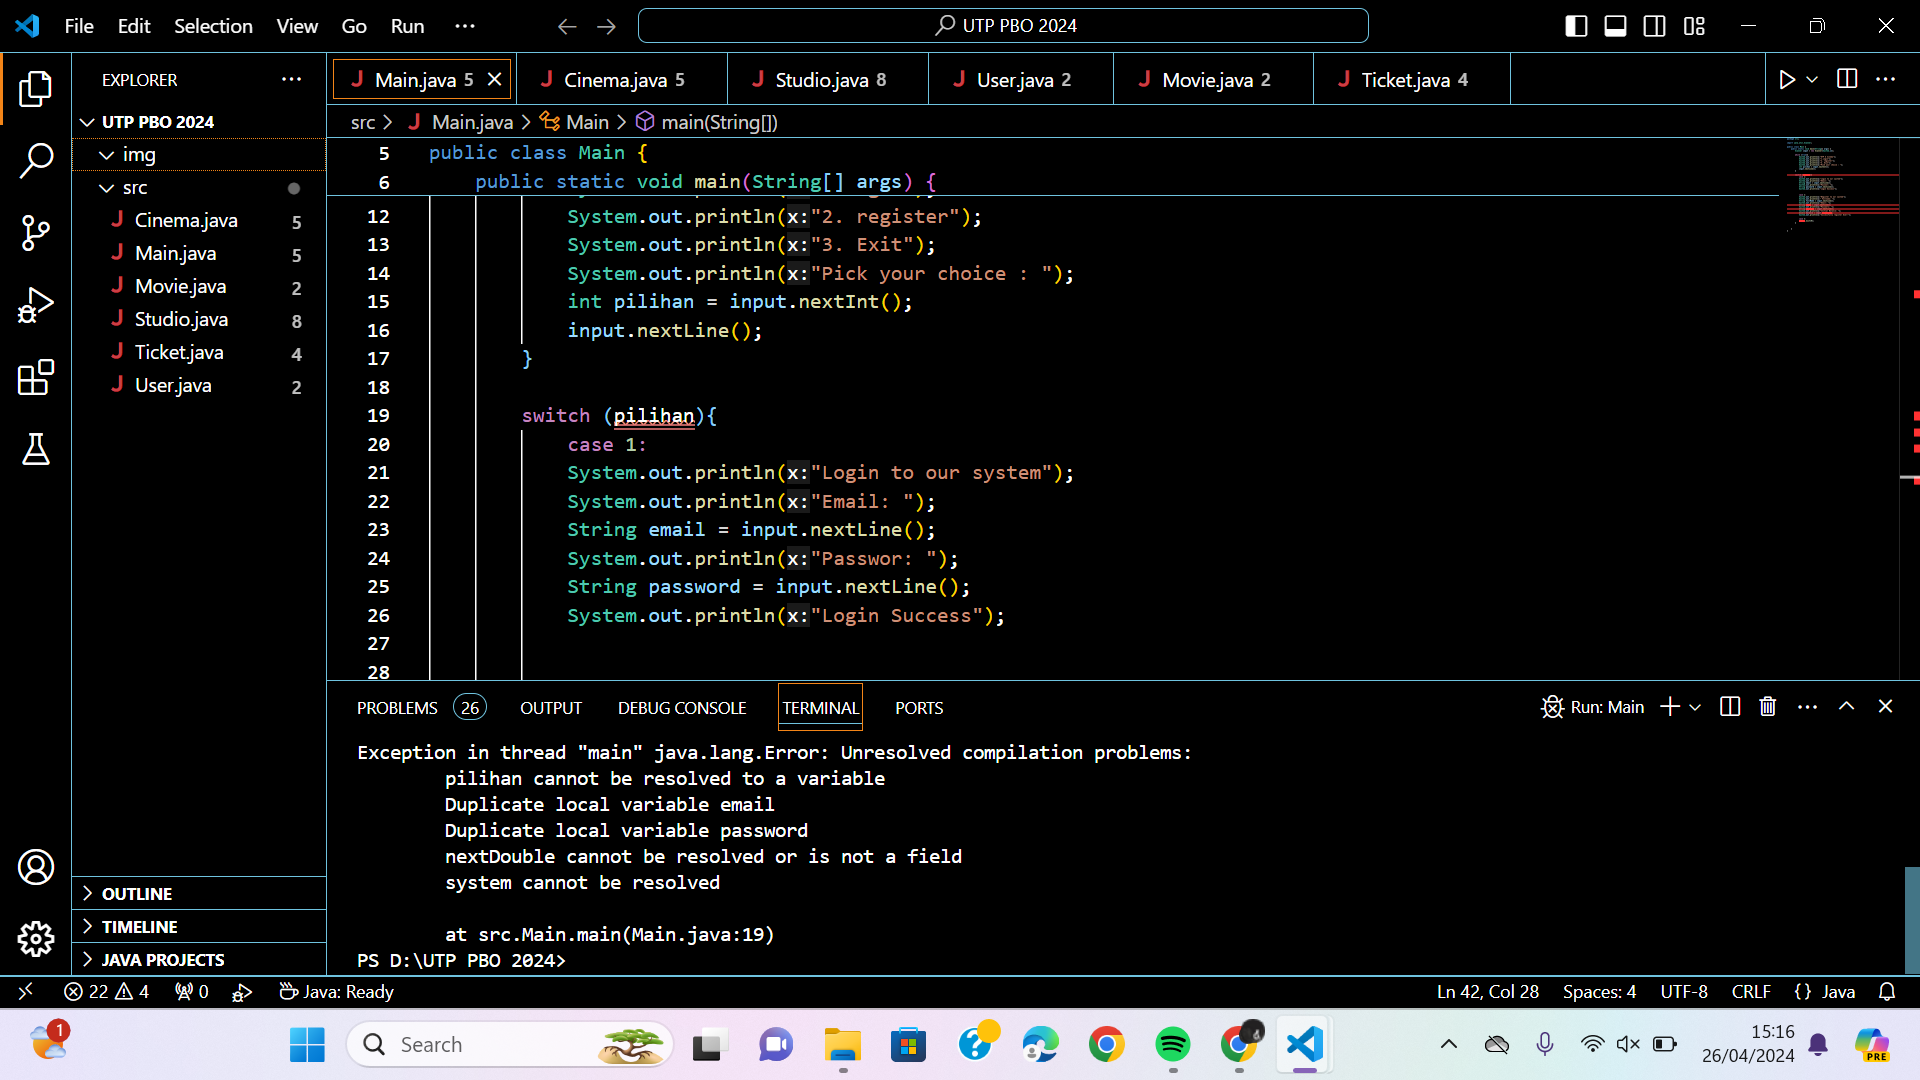 File Edit Selection View Go Run ... UTP PBO 2024
EXPLORER ...
Main.java 5 Cinema.java 5 Studio.java 8 User.java 2 Movie.java 2 Ticket.java 4
UTP PBO 2024
img
src
Cinema.java 5
Main.java 5
Movie.java 2
Studio.java 8
Ticket.java 4
User.java 2
OUTLINE
TIMELINE
JAVA PROJECTS
src > Main.java > Main > main(String[])
5 public class Main {
6 public static void main(String[] args) {
12 System.out.println(x:"2. register");
13 System.out.println(x:"3. Exit");
14 System.out.println(x:"Pick your choice : ");
15 int pilihan = input.nextInt();
16 input.nextLine();
17 }
18
19 switch (pilihan){
20 case 1:
21 System.out.println(x:"Login to our system");
22 System.out.println(x:"Email: ");
23 String email = input.nextLine();
24 System.out.println(x:"Passwor: ");
25 String password = input.nextLine();
26 System.out.println(x:"Login Success");
27
28
PROBLEMS 26 OUTPUT DEBUG CONSOLE TERMINAL PORTS Run: Main
Exception in thread "main" java.lang.Error: Unresolved compilation problems:
pilihan cannot be resolved to a variable
Duplicate local variable email
Duplicate local variable password
nextDouble cannot be resolved or is not a field
system cannot be resolved
at src.Main.main(Main.java:19)
PS D:\UTP PBO 2024>
22 4 0 Java: Ready Ln 42, Col 28 Spaces: 4 UTF-8 CRLF {} Java
1 Search 15:16
26/04/2024
PRE